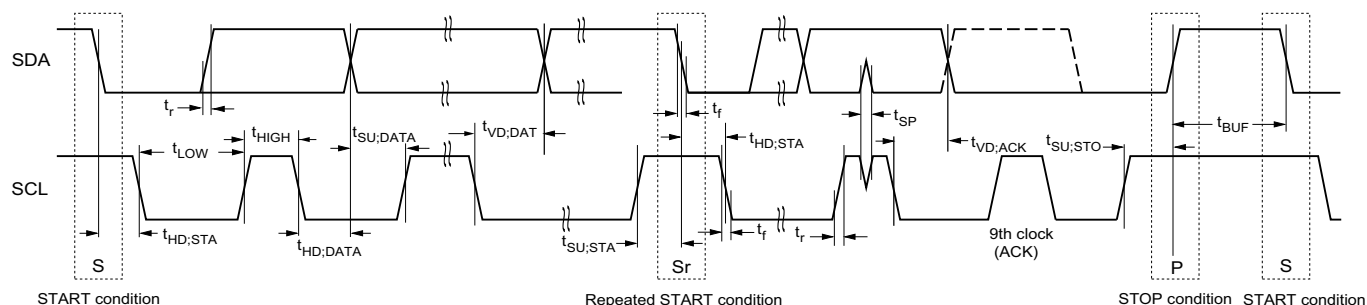 SDA
t_r
t_f
t_SP
t_BUF
t_HIGH
t_SU;DATA
t_VD;DAT
t_HD;STA
t_VD;ACK
t_SU;STO
t_LOW
SCL
t_HD;STA
t_HD;DATA
t_SU;STA
t_f
t_r
9th clock
(ACK)
S
Sr
P
S
START condition
Repeated START condition
STOP condition
START condition